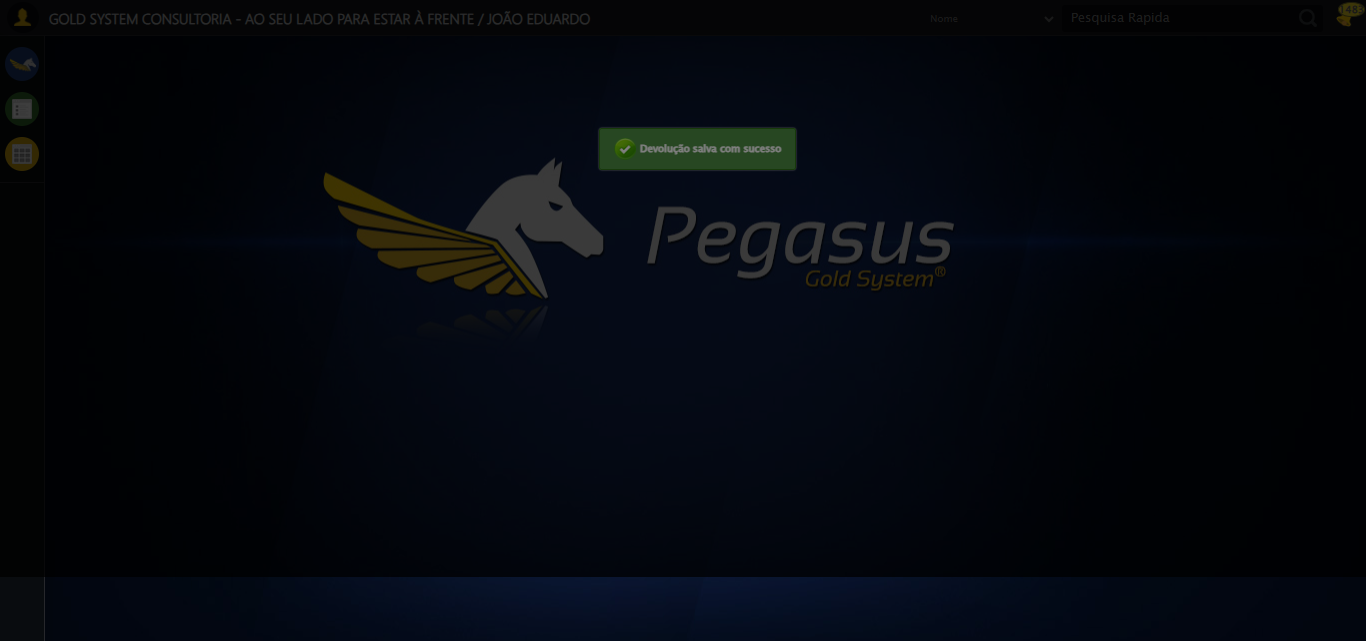 GOLD SYSTEM CONSULTORIA - AO SEU LADO PARA ESTAR À FRENTE / JOÃO EDUARDO
Nome
Pesquisa Rapida
Devolução salva com sucesso
Pegasus
Gold System®